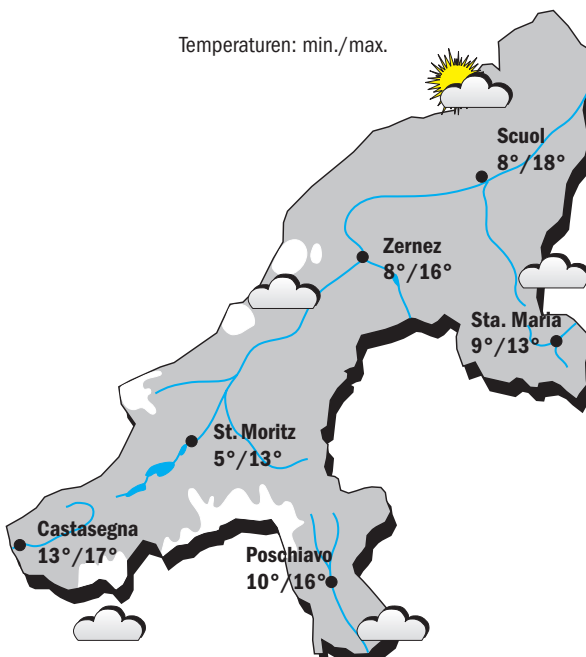 Temperaturen: min./max.
Scuol
8°/18°
Zernez
8°/16°
Sta. Maria
9°/13°
St. Moritz
5°/13°
Castasegna
13°/17°
Poschiavo
10°/16°